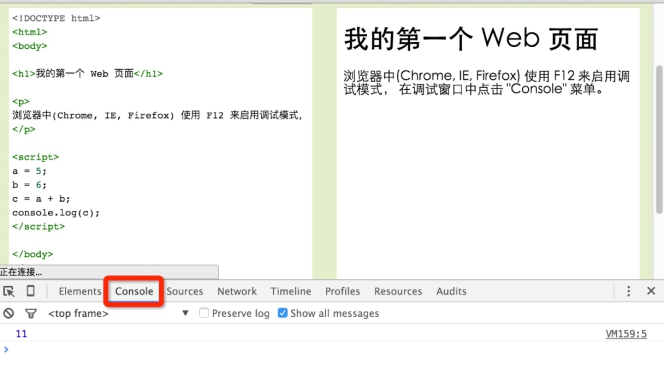 <!DOCTYPE html>
<html>
<body>
<h1>我的第一个 Web 页面</h1>
<p>
浏览器中(Chrome, IE, Firefox) 使用 F12 来启用调试模式,
</p>
<script>
a = 5;
b = 6;
c = a + b;
console.log(c);
</script>
</body>
我的第一个 Web 页面
浏览器中(Chrome, IE, Firefox) 使用 F12 来启用调
试模式， 在调试窗口中点击 "Console" 菜单。
正在连接...
Elements Console Sources Network Timeline Profiles Resources Audits
<top frame> Preserve log Show all messages
11 VM159:5